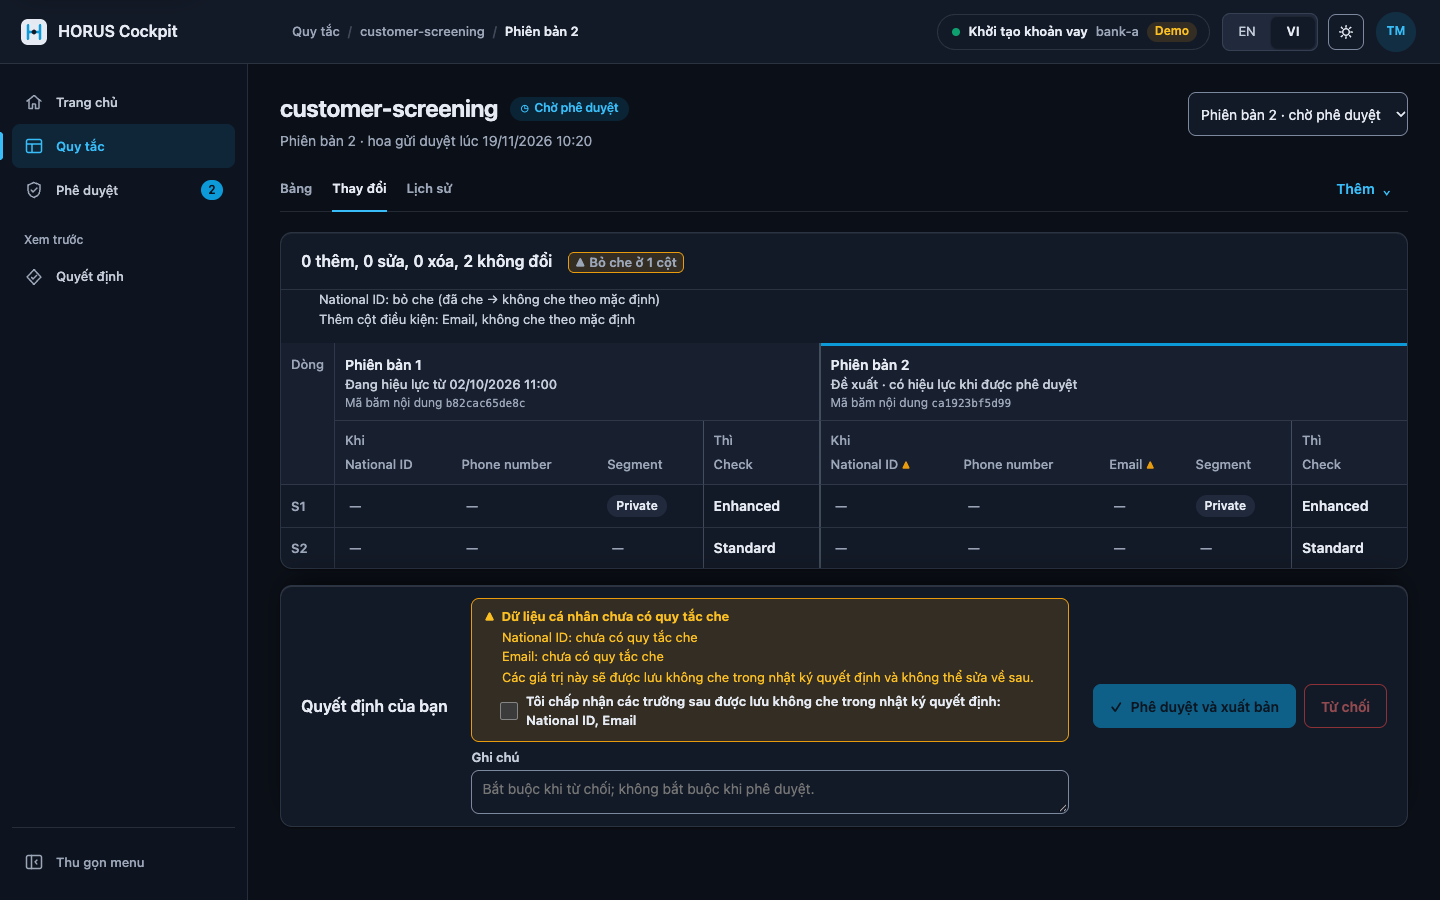 HORUS Cockpit
Quy tắc / customer-screening / Phiên bản 2
Khởi tạo khoản vay bank-a Demo
EN VI
TM
Trang chủ
Quy tắc
Phê duyệt 2
Xem trước
Quyết định
Thu gọn menu
customer-screening Chờ phê duyệt
Phiên bản 2 · hoa gửi duyệt lúc 19/11/2026 10:20
Phiên bản 2 · chờ phê duyệt
Bảng Thay đổi Lịch sử
Thêm
0 thêm, 0 sửa, 0 xóa, 2 không đổi Bỏ che ở 1 cột
National ID: bỏ che (đã che → không che theo mặc định)
Thêm cột điều kiện: Email, không che theo mặc định
Dòng
Phiên bản 1
Đang hiệu lực từ 02/10/2026 11:00
Mã băm nội dung b82cac65de8c
Phiên bản 2
Đề xuất · có hiệu lực khi được phê duyệt
Mã băm nội dung ca1923bf5d99
Khi Thì Khi Thì
National ID Phone number Segment Check National ID Phone number Email Segment Check
S1 — — Private Enhanced — — — Private Enhanced
S2 — — — Standard — — — — Standard
Quyết định của bạn
Dữ liệu cá nhân chưa có quy tắc che
National ID: chưa có quy tắc che
Email: chưa có quy tắc che
Các giá trị này sẽ được lưu không che trong nhật ký quyết định và không thể sửa về sau.
Tôi chấp nhận các trường sau được lưu không che trong nhật ký quyết định:
National ID, Email
Ghi chú
Bắt buộc khi từ chối; không bắt buộc khi phê duyệt.
Phê duyệt và xuất bản
Từ chối